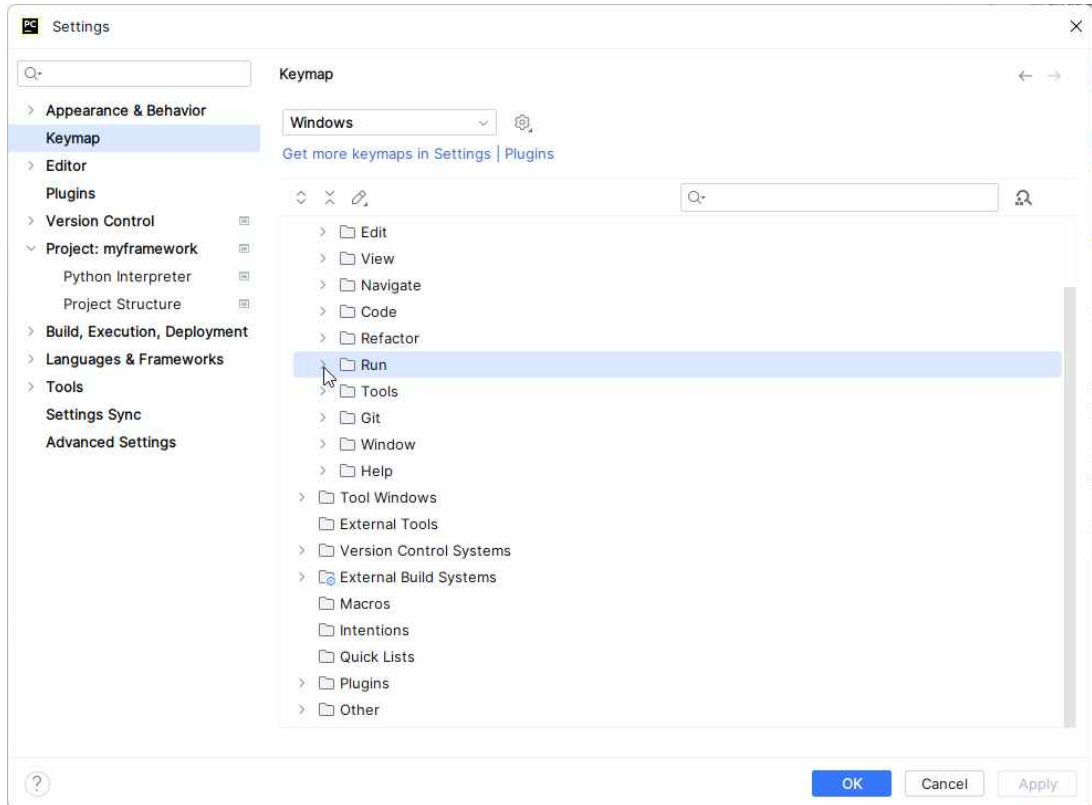 PC
Settings
Appearance & Behavior
Keymap
Editor
Plugins
Version Control
Project: myframework
Python Interpreter
Project Structure
Build, Execution, Deployment
Languages & Frameworks
Tools
Settings Sync
Advanced Settings
Keymap
Windows
Get more keymaps in Settings | Plugins
Edit
View
Navigate
Code
Refactor
Run
Tools
Git
Window
Help
Tool Windows
External Tools
Version Control Systems
External Build Systems
Macros
Intentions
Quick Lists
Plugins
Other
?
OK
Cancel
Apply